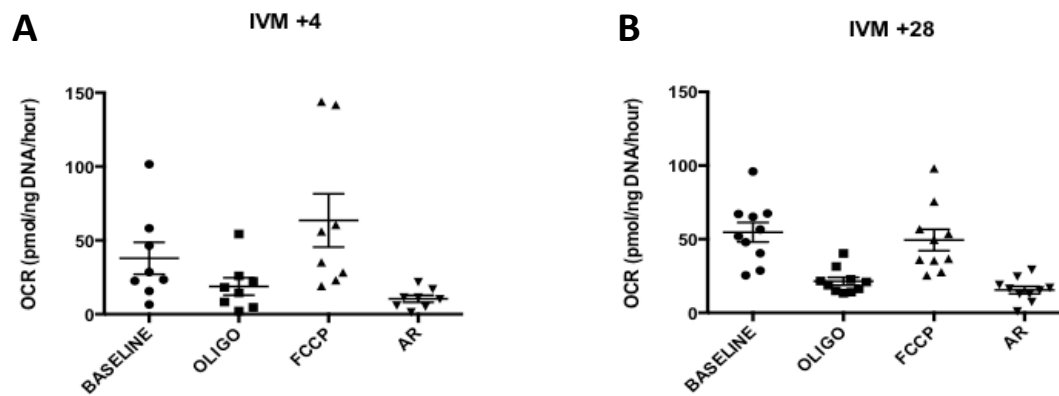 A
IVM +4
OCR (pmol/ng DNA/hour)
150
100
50
0
BASELINE
OLIGO
FCCP
AR
B
IVM +28
OCR (pmol/ng DNA/hour)
150
100
50
0
BASELINE
OLIGO
FCCP
AR